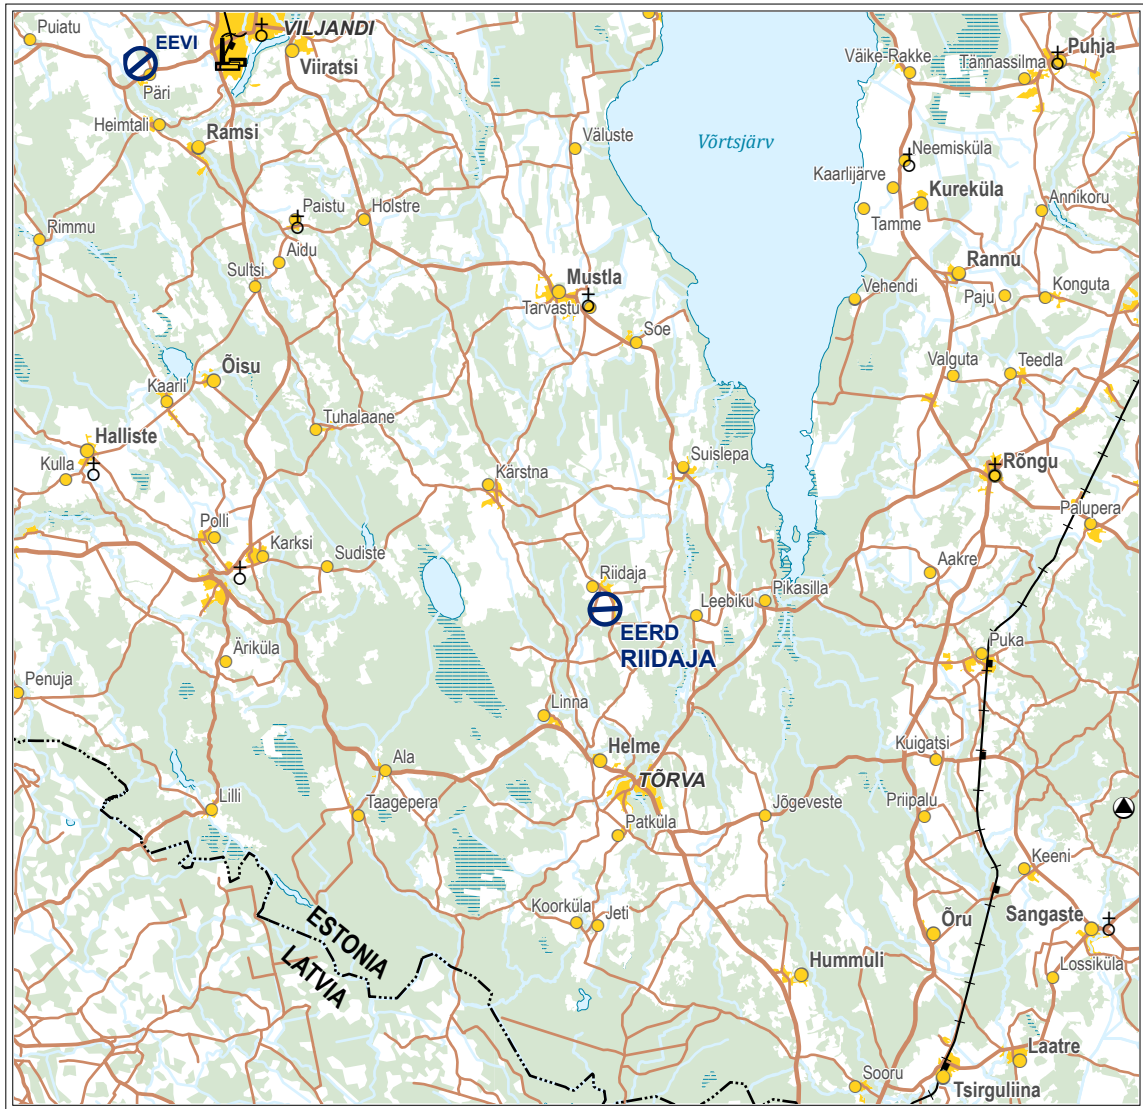 Puiatu
EEVI
VILJANDI
Viiratsi
Päri
Heimtali
Ramsi
Väluste
Võrtsjärv
Väike-Rakke
Puhja
Tännassilma
Neemisküla
Kaarlijärve
Kureküla
Annikoru
Tamme
Paistu
Holstre
Rimmu
Aidu
Sultsi
Mustla
Tarvastu
Soe
Rannu
Vehendi
Paju
Konguta
Õisu
Kaarli
Valguta
Teedla
Tuhalaane
Halliste
Kulla
Kärstna
Suislepa
Rõngu
Palupera
Polli
Karksi
Sudiste
Riidaja
Leebiku
Pikasilla
Aakre
EERD
RIIDAJA
Äriküla
Puka
Penuja
Linna
Helme
Kuigatsi
Ala
TÕRVA
Lilli
Taagepera
Patküla
Jõgeveste
Priipalu
Keeni
Koorküla
Jeti
Õru
Sangaste
ESTONIA
LATVIA
Hummuli
Lossiküla
Laatre
Sooru
Tsirguliina